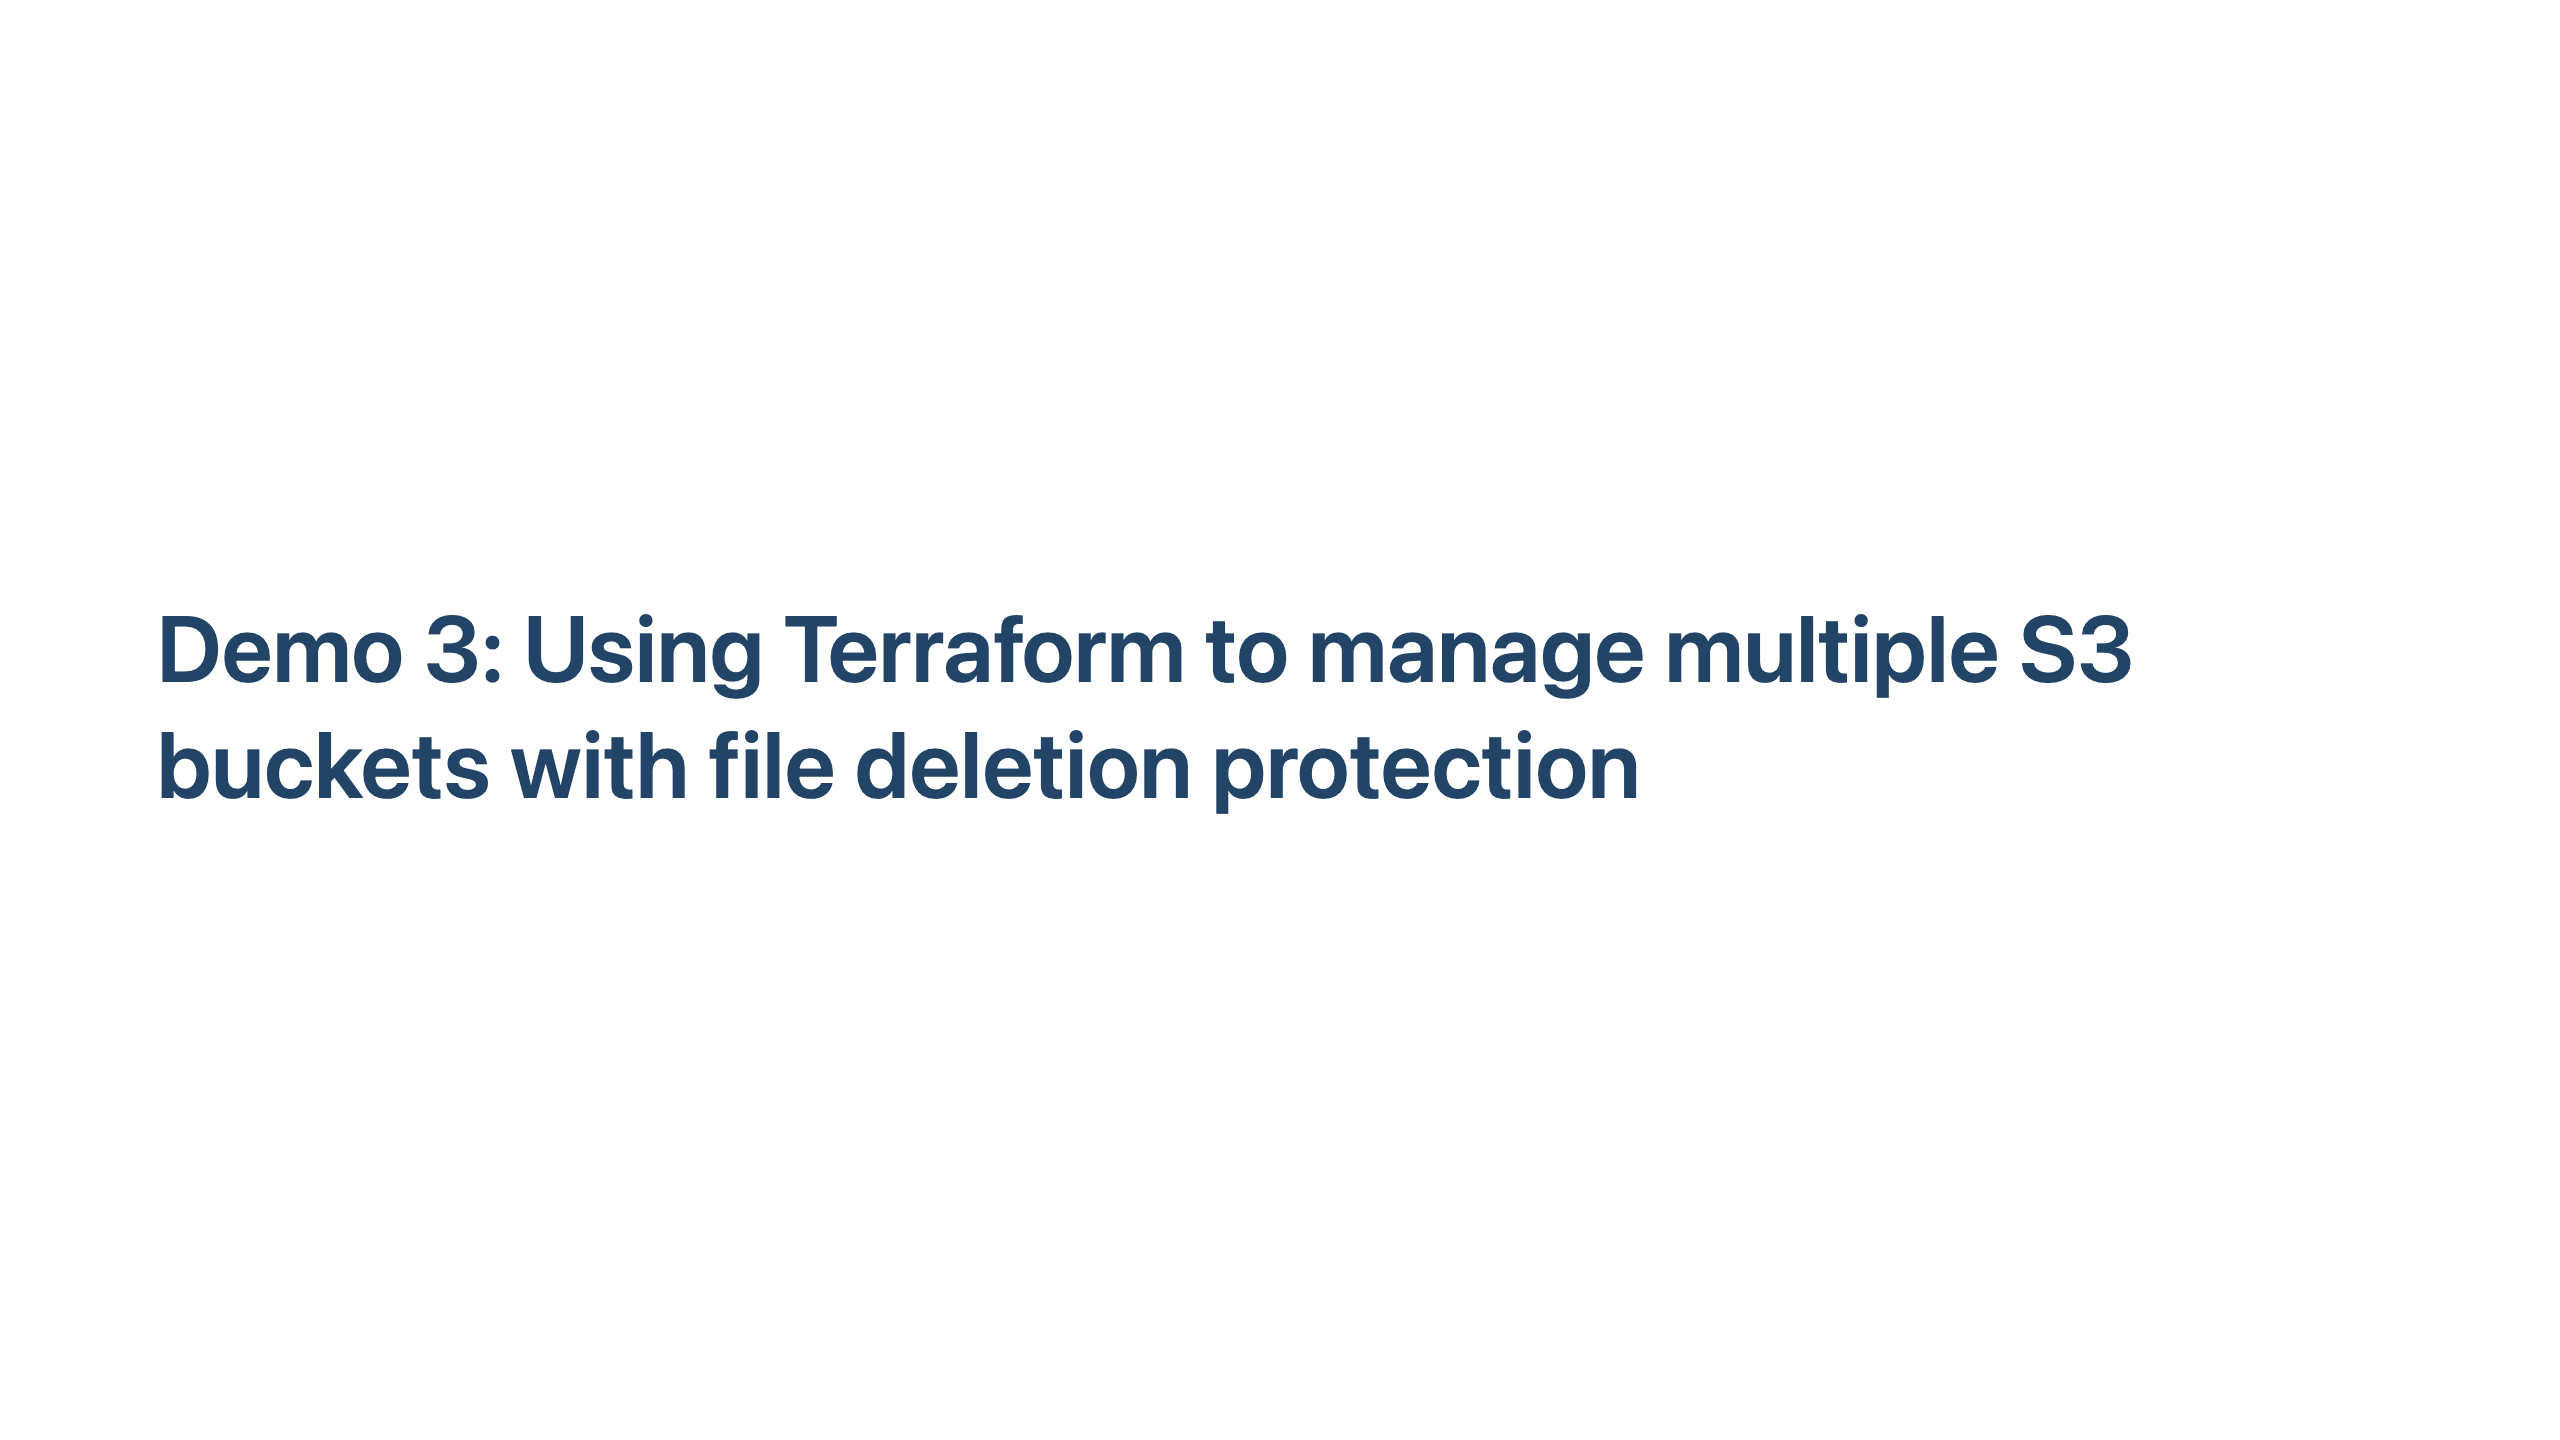 Demo 3: Using Terraform to manage multiple S3
buckets with file deletion protection